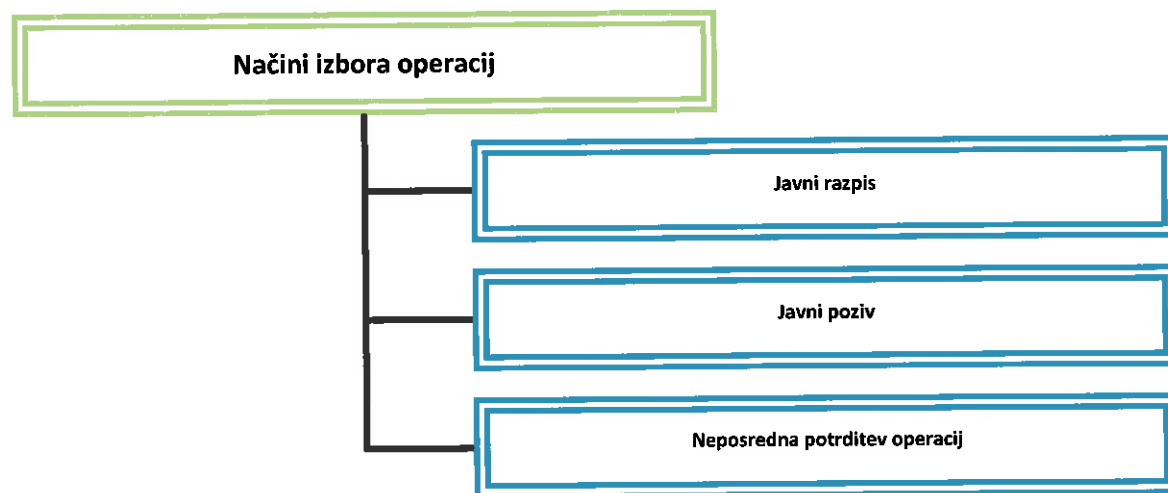 Načini izbora operacij
Javni razpis
Javni poziv
Neposredna potrditev operacij